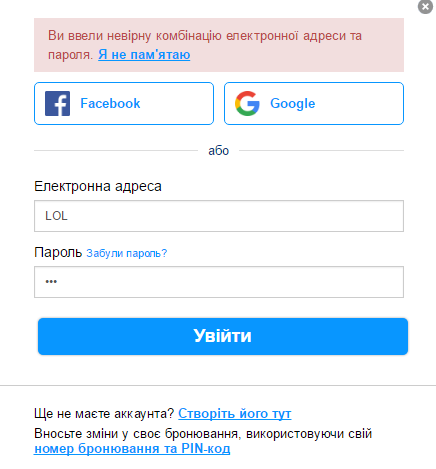 Ви ввели невірну комбінацію електронної адреси та
пароля. Я не пам'ятаю
Facebook
Google
або
Електронна адреса
LOL
Пароль Забули пароль?
•••
Увійти
Ще не маєте аккаунта? Створіть його тут
Вносьте зміни у своє бронювання, використовуючи свій
номер бронювання та PIN-код